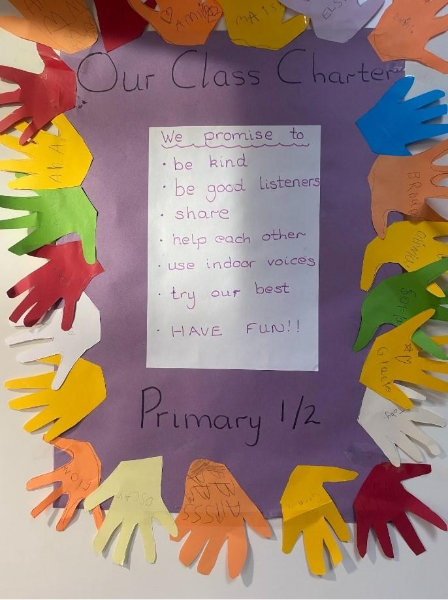 Our Class Charter
We promise to
· be kind
· be good listeners
· share
· help each other
· use indoor voices
· try our best
· HAVE FUN!!
Primary 1/2